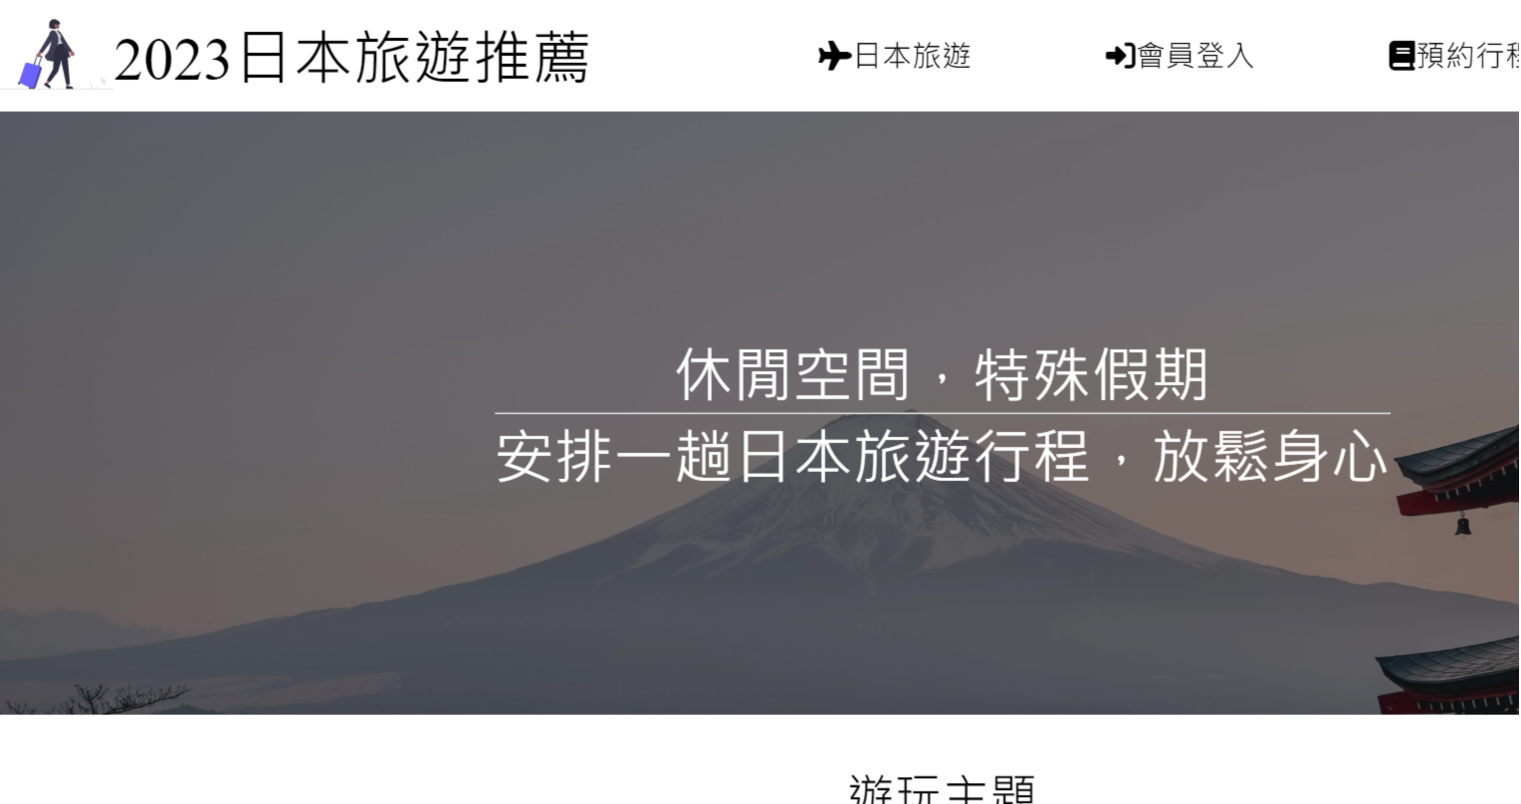 2023日本旅遊推薦
日本旅遊
會員登入
預約行程
休閒空間，特殊假期
安排一趟日本旅遊行程，放鬆身心
遊玩主題